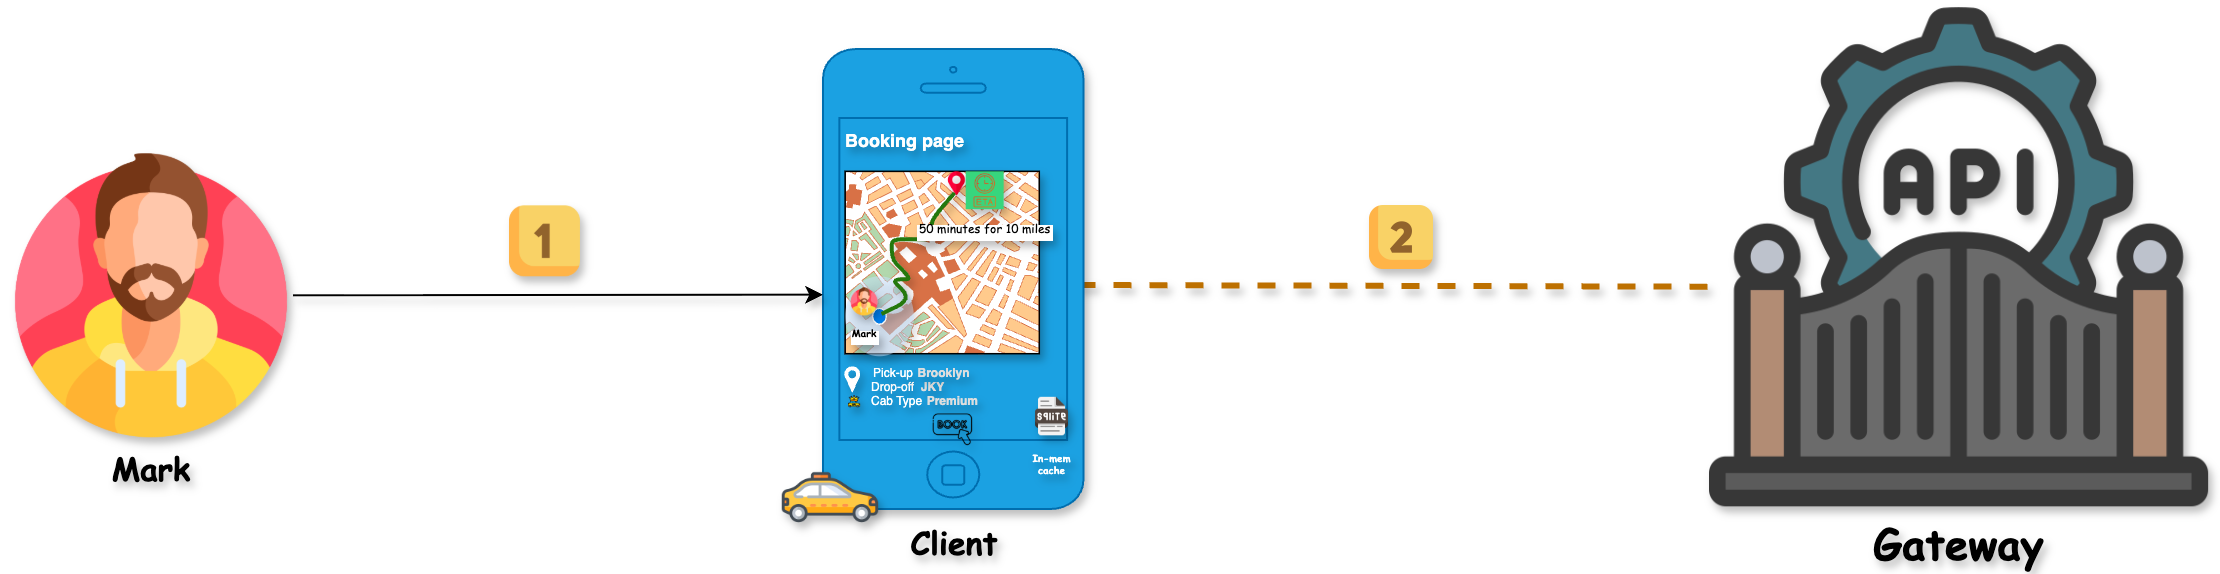 1
2
Booking page
ETA
50 minutes for 10 miles
Mark
Pick-up Brooklyn
Drop-off JKY
Cab Type Premium
BOOK
SQLITE
In-mem
cache
API
Mark
Client
Gateway